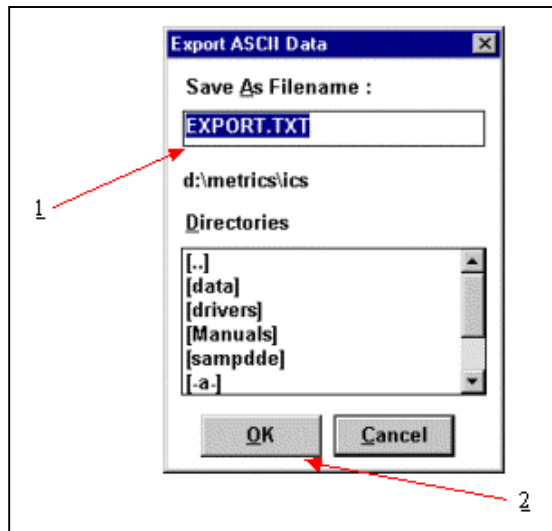 Export ASCII Data
Save As Filename :
EXPORT.TXT
d:\metrics\ics
1
Directories
[..]
[data]
[drivers]
[Manuals]
[sampdde]
[-a-]
OK Cancel
2